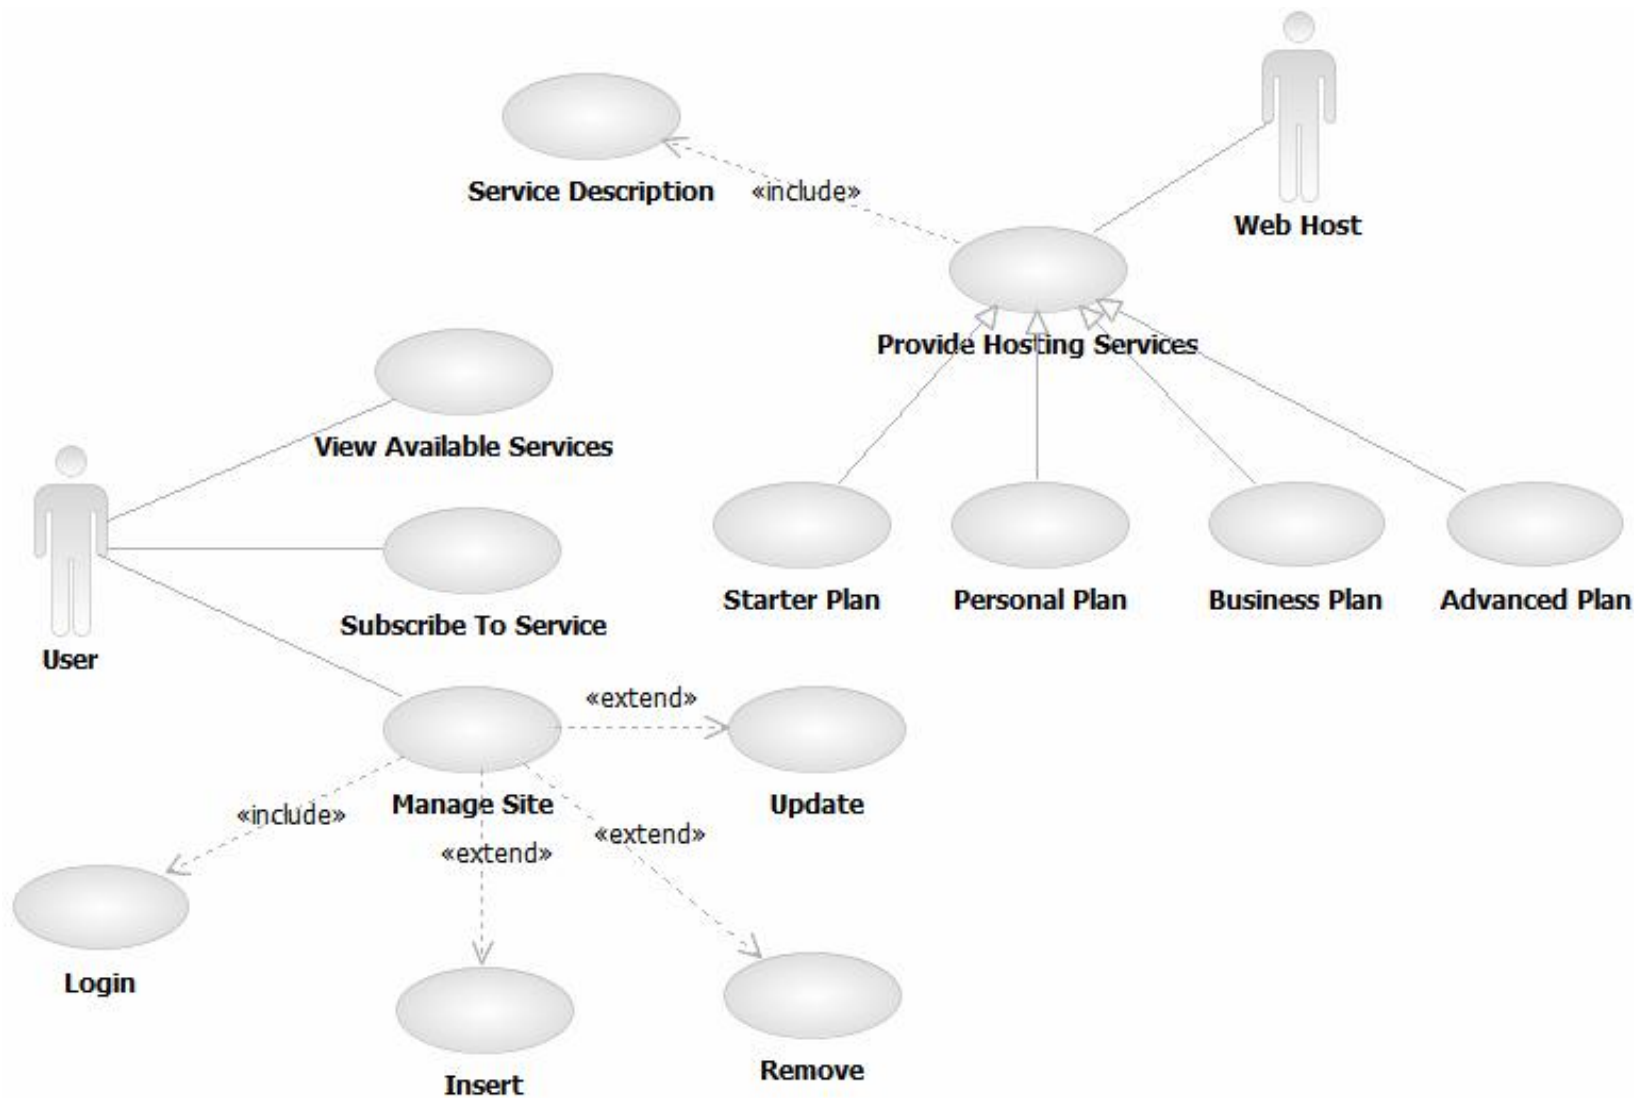 Service Description
«include»
Web Host
Provide Hosting Services
View Available Services
Starter Plan
Personal Plan
Business Plan
Advanced Plan
Subscribe To Service
User
«extend»
Manage Site
Update
«include»
«extend»
«extend»
Login
Insert
Remove